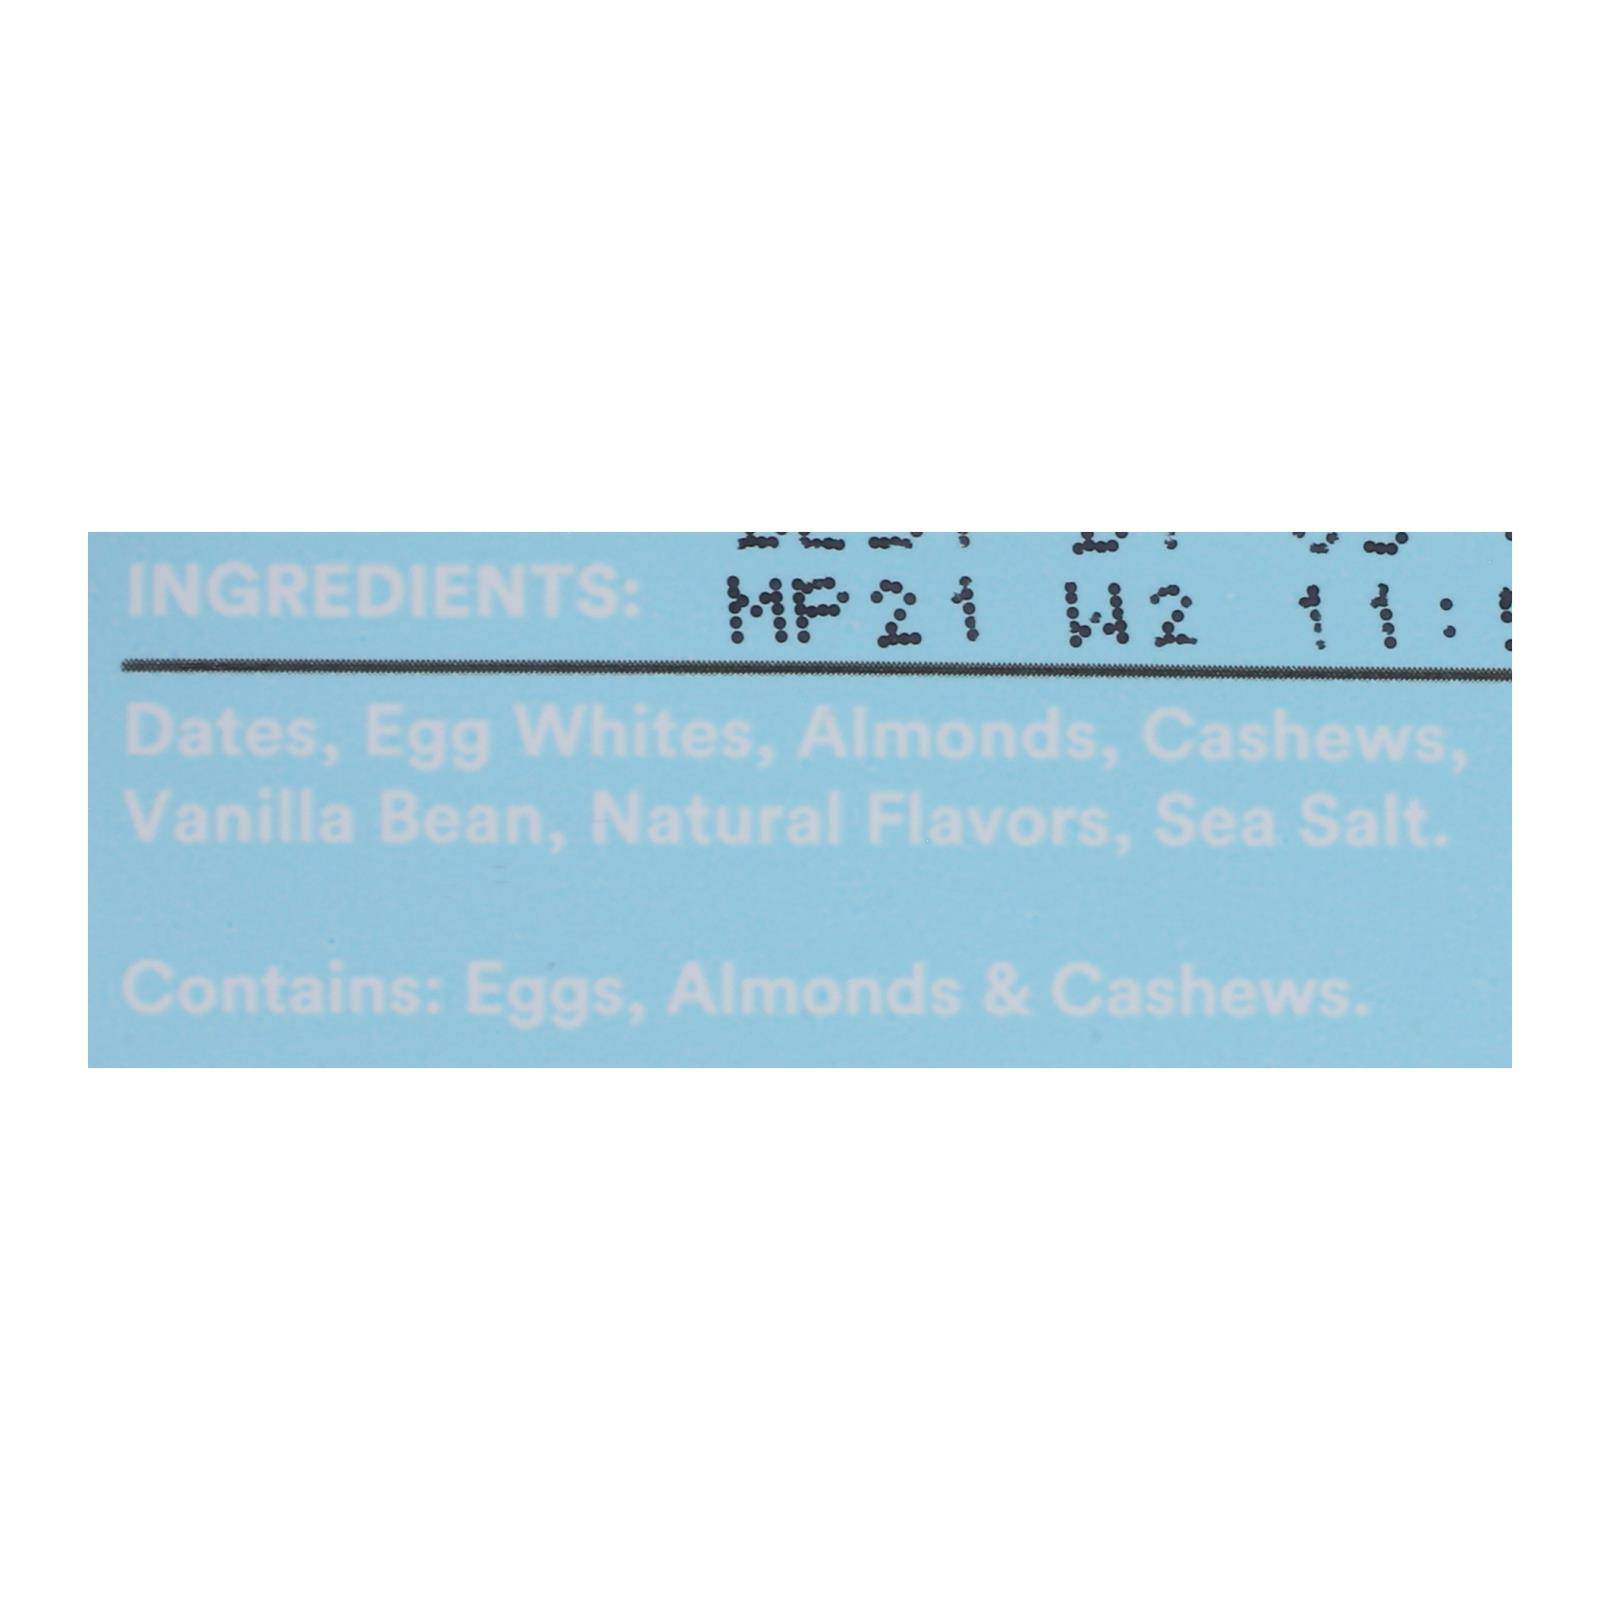 INGREDIENTS: MP21 W2 11:
Dates, Egg Whites, Almonds, Cashews,
Vanilla Bean, Natural Flavors, Sea Salt.
Contains: Eggs, Almonds & Cashews.